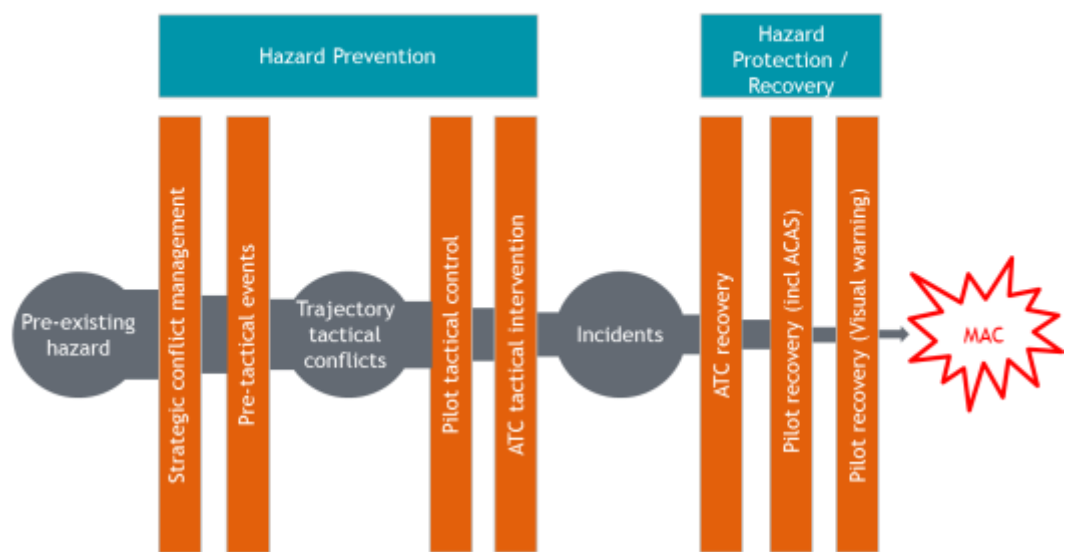 Hazard Prevention
Hazard
Protection /
Recovery
Pre-existing
hazard
Strategic conflict management
Pre-tactical events
Trajectory
tactical
conflicts
Pilot tactical control
ATC tactical intervention
Incidents
ATC recovery
Pilot recovery (incl ACAS)
Pilot recovery (Visual warning)
MAC